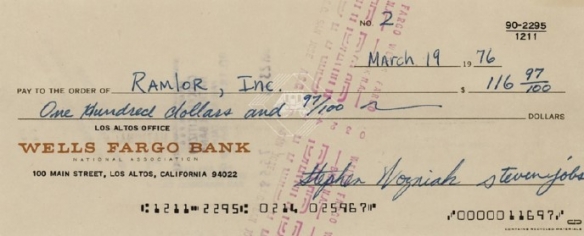 NO. 2
90-2295
1211
March 19 1976
PAY TO THE ORDER OF Ramlor, Inc. $ 116 97/100
One Hundred dollars and 97/100 DOLLARS
LOS ALTOS OFFICE
WELLS FARGO BANK
NATIONAL ASSOCIATION
100 MAIN STREET, LOS ALTOS, CALIFORNIA 94022
Stephen Wozniak steven jobs
⑆1211⑉2295⑆ 0214 025967⑈ ⑈0000011697⑈